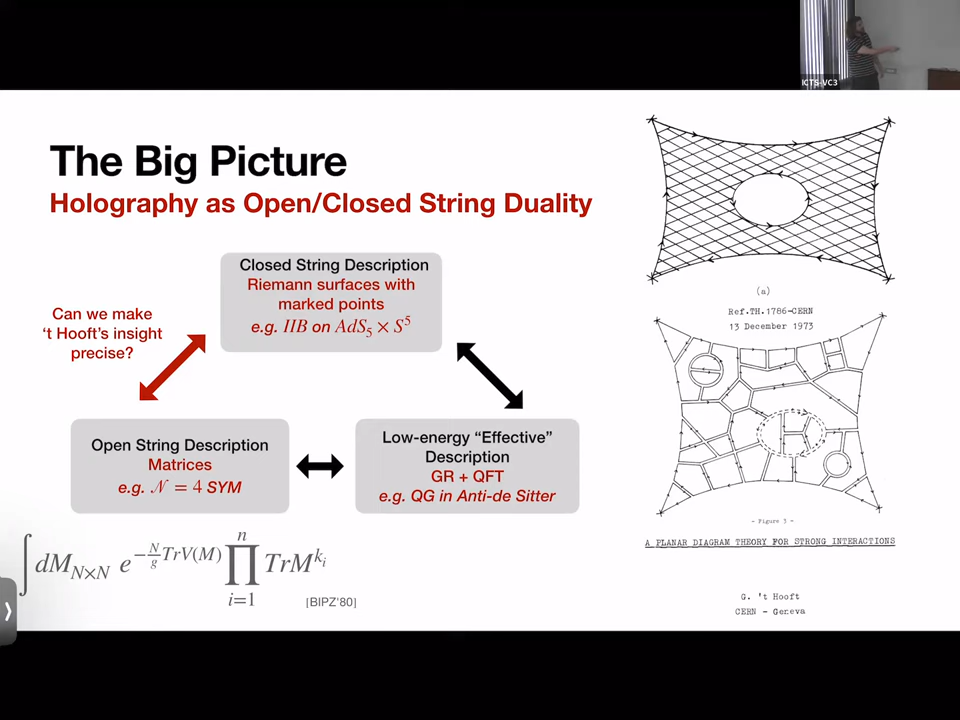 ICTS-VC3
The Big Picture
Holography as Open/Closed String Duality
Closed String Description
Riemann surfaces with
marked points
e.g. IIB on AdS₅ × S⁵
Can we make
‘t Hooft’s insight
precise?
Open String Description
Matrices
e.g. 𝒩 = 4 SYM
Low-energy “Effective”
Description
GR + QFT
e.g. QG in Anti-de Sitter
∫ dM_{N×N} e^{-\frac{N}{g} TrV(M)} ∏_{i=1}^{n} TrM^{k_i}
[BIPZ'80]
(a)
Ref.TH.1786-CERN
13 December 1973
- Figure 3 -
A PLANAR DIAGRAM THEORY FOR STRONG INTERACTIONS
G. 't Hooft
CERN - Geneva